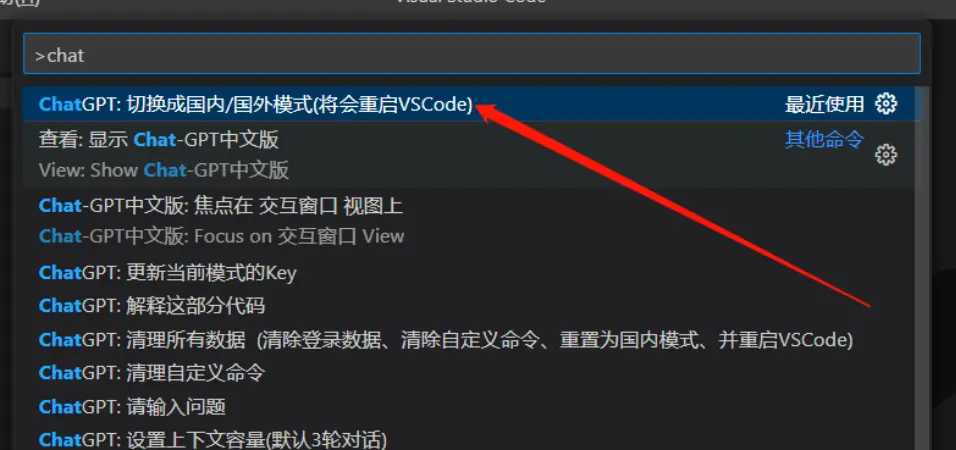 Visual Studio Code
>chat
ChatGPT: 切换成国内/国外模式(将会重启VSCode) 最近使用
查看: 显示 Chat-GPT中文版 其他命令
View: Show Chat-GPT中文版
Chat-GPT中文版: 焦点在 交互窗口 视图上
Chat-GPT中文版: Focus on 交互窗口 View
ChatGPT: 更新当前模式的Key
ChatGPT: 解释这部分代码
ChatGPT: 清理所有数据 (清除登录数据、清除自定义命令、重置为国内模式、并重启VSCode)
ChatGPT: 清理自定义命令
ChatGPT: 请输入问题
ChatGPT: 设置上下文容量(默认3轮对话)